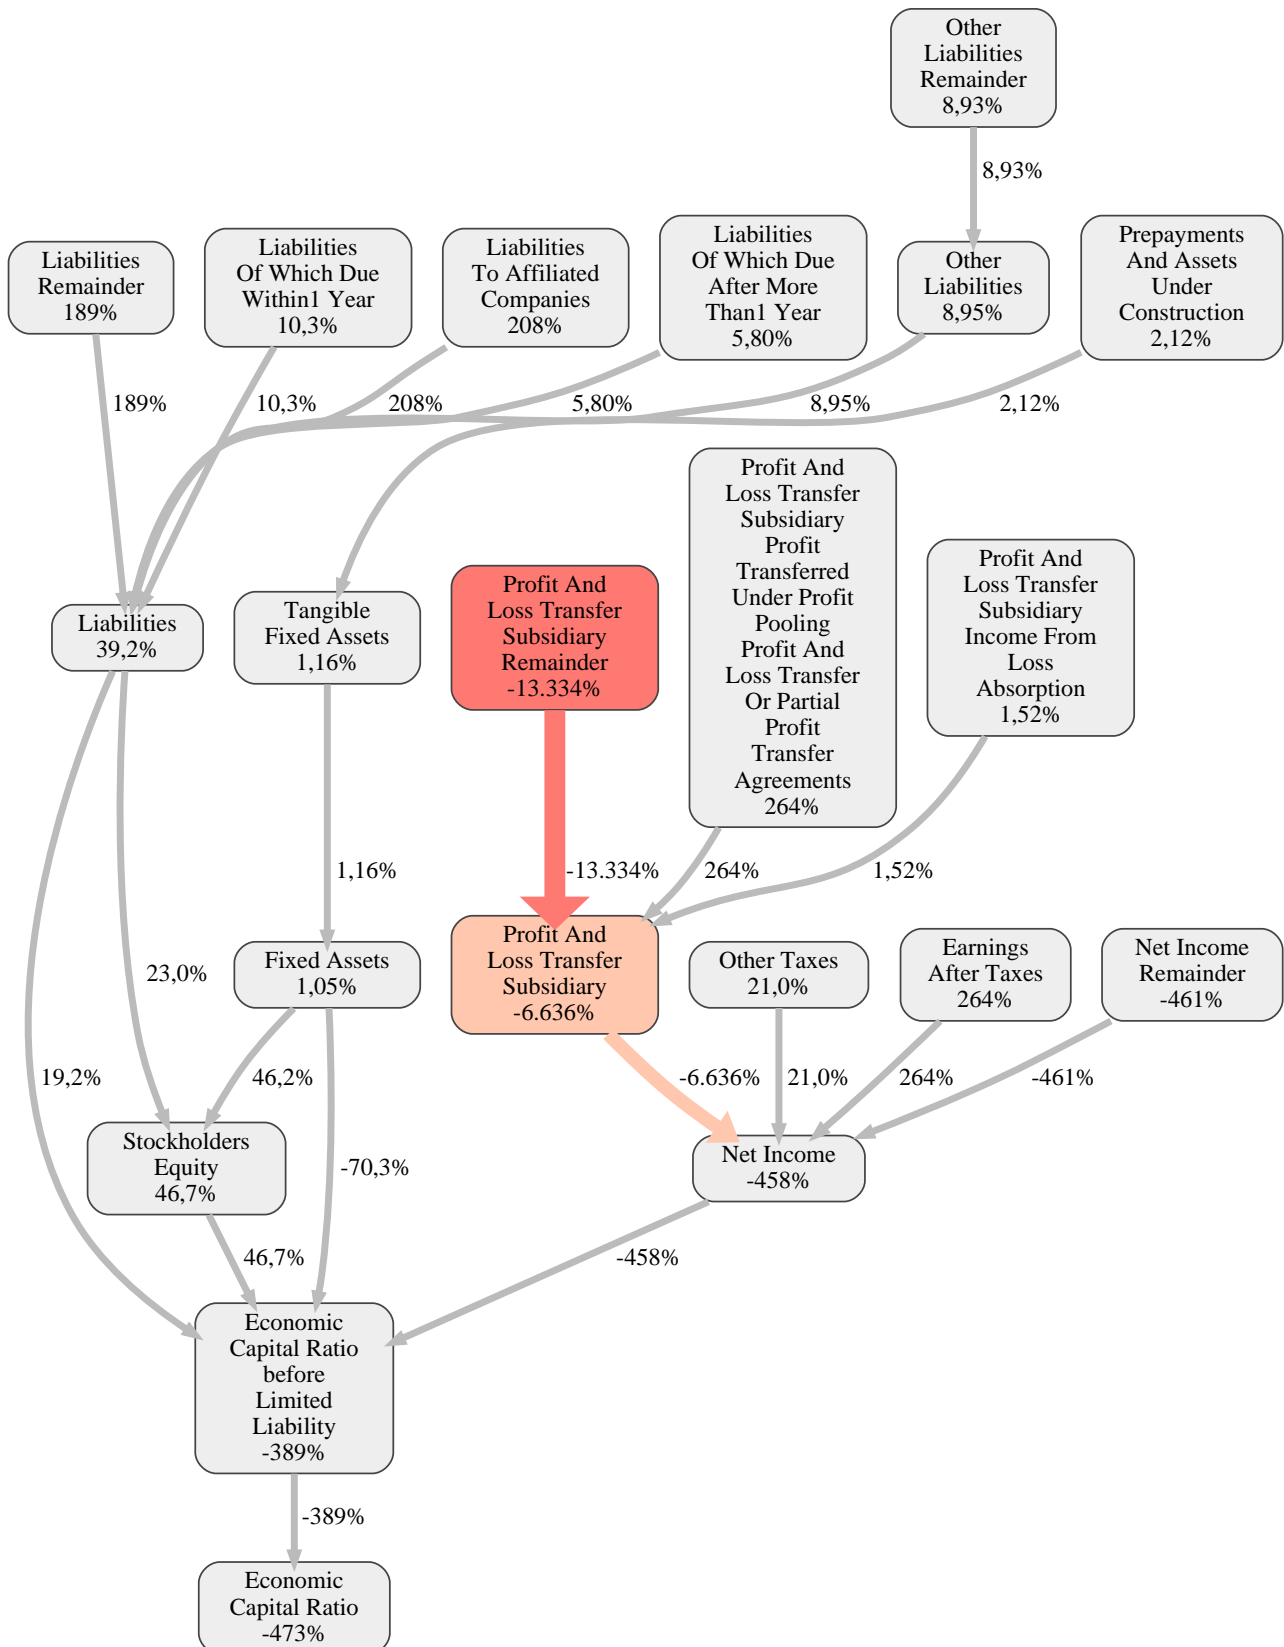 Other
Liabilities
Remainder
8,93%
8,93%
Liabilities
Remainder
189%
Liabilities
Of Which Due
Within1 Year
10,3%
Liabilities
To Affiliated
Companies
208%
Liabilities
Of Which Due
After More
Than1 Year
5,80%
Other
Liabilities
8,95%
Prepayments
And Assets
Under
Construction
2,12%
189%
10,3%
208%
5,80%
8,95%
2,12%
Liabilities
39,2%
Tangible
Fixed Assets
1,16%
Profit And
Loss Transfer
Subsidiary
Remainder
-13.334%
Profit And
Loss Transfer
Subsidiary
Profit
Transferred
Under Profit
Pooling
Profit And
Loss Transfer
Or Partial
Profit
Transfer
Agreements
264%
Profit And
Loss Transfer
Subsidiary
Income From
Loss
Absorption
1,52%
1,16%
-13.334%
264%
1,52%
23,0%
Fixed Assets
1,05%
Profit And
Loss Transfer
Subsidiary
-6.636%
Other Taxes
21,0%
Earnings
After Taxes
264%
Net Income
Remainder
-461%
19,2%
46,2%
-6.636%
21,0%
264%
-461%
Stockholders
Equity
46,7%
-70,3%
Net Income
-458%
46,7%
-458%
Economic
Capital Ratio
before
Limited
Liability
-389%
-389%
Economic
Capital Ratio
-473%